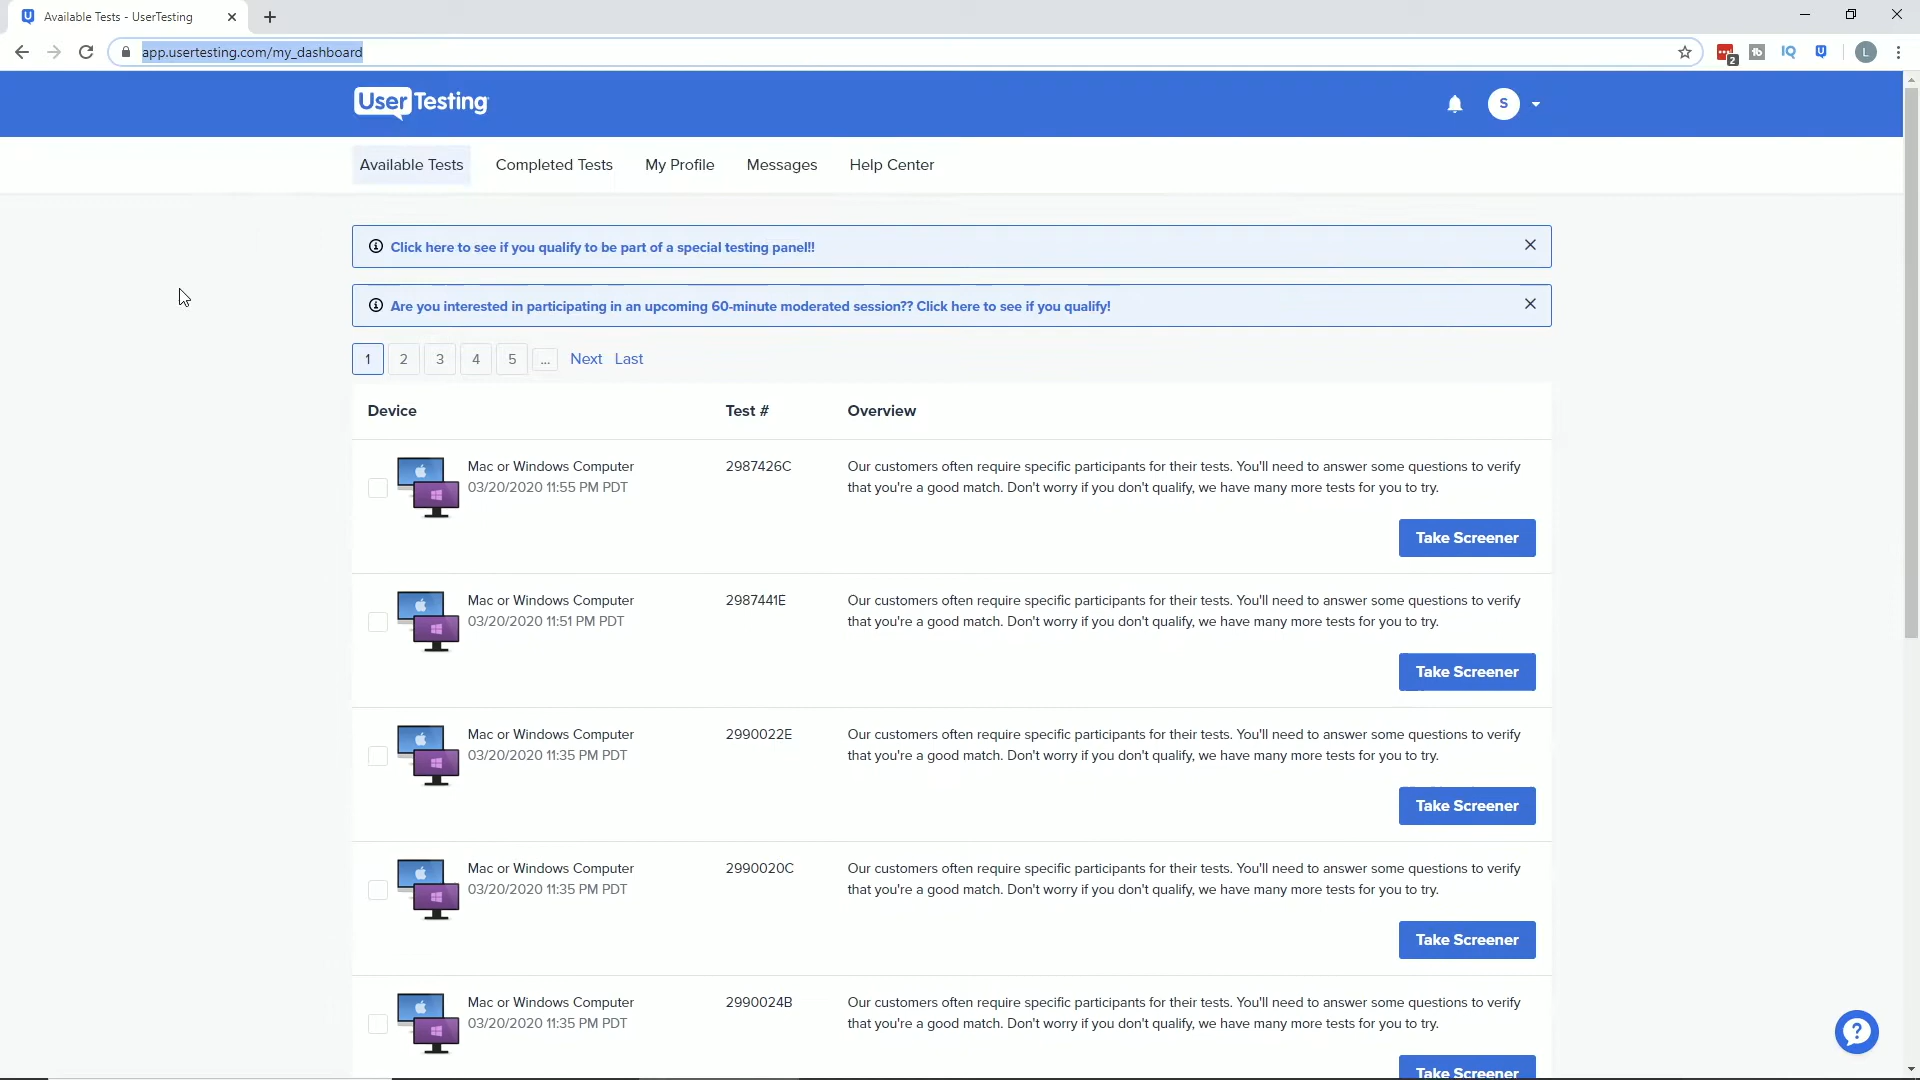 Available Tests - UserTesting
app.usertesting.com/my_dashboard
2
tb
IQ
L
UserTesting
S
Available Tests
Completed Tests
My Profile
Messages
Help Center
Click here to see if you qualify to be part of a special testing panel!!
Are you interested in participating in an upcoming 60-minute moderated session?? Click here to see if you qualify!
1 2 3 4 5 ... Next Last
Device
Test #
Overview
Mac or Windows Computer
03/20/2020 11:55 PM PDT
2987426C
Our customers often require specific participants for their tests. You'll need to answer some questions to verify
that you're a good match. Don't worry if you don't qualify, we have many more tests for you to try.
Take Screener
Mac or Windows Computer
03/20/2020 11:51 PM PDT
2987441E
Our customers often require specific participants for their tests. You'll need to answer some questions to verify
that you're a good match. Don't worry if you don't qualify, we have many more tests for you to try.
Take Screener
Mac or Windows Computer
03/20/2020 11:35 PM PDT
2990022E
Our customers often require specific participants for their tests. You'll need to answer some questions to verify
that you're a good match. Don't worry if you don't qualify, we have many more tests for you to try.
Take Screener
Mac or Windows Computer
03/20/2020 11:35 PM PDT
2990020C
Our customers often require specific participants for their tests. You'll need to answer some questions to verify
that you're a good match. Don't worry if you don't qualify, we have many more tests for you to try.
Take Screener
Mac or Windows Computer
03/20/2020 11:35 PM PDT
2990024B
Our customers often require specific participants for their tests. You'll need to answer some questions to verify
that you're a good match. Don't worry if you don't qualify, we have many more tests for you to try.
Take Screener
?